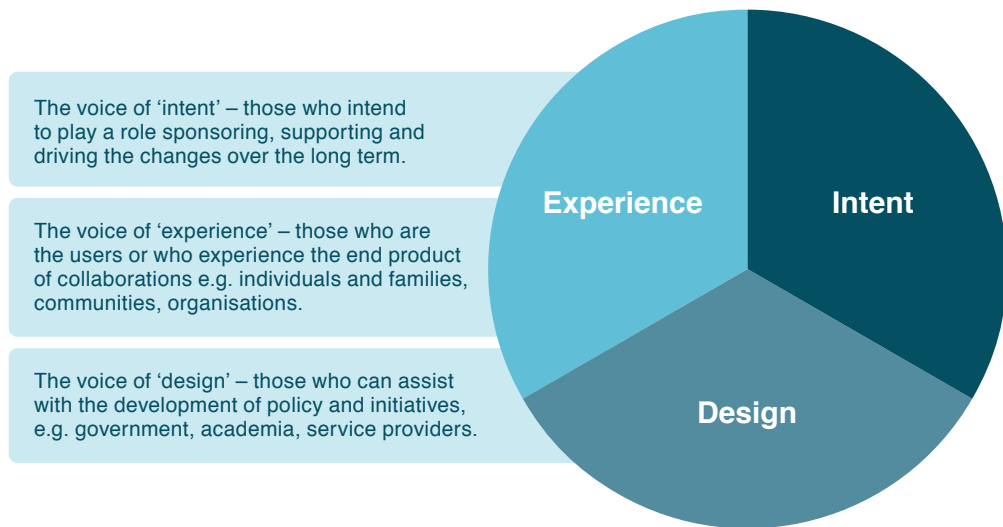 The voice of ‘intent’ – those who intend
to play a role sponsoring, supporting and
driving the changes over the long term.
The voice of ‘experience’ – those who are
the users or who experience the end product
of collaborations e.g. individuals and families,
communities, organisations.
The voice of ‘design’ – those who can assist
with the development of policy and initiatives,
e.g. government, academia, service providers.
Experience
Intent
Design